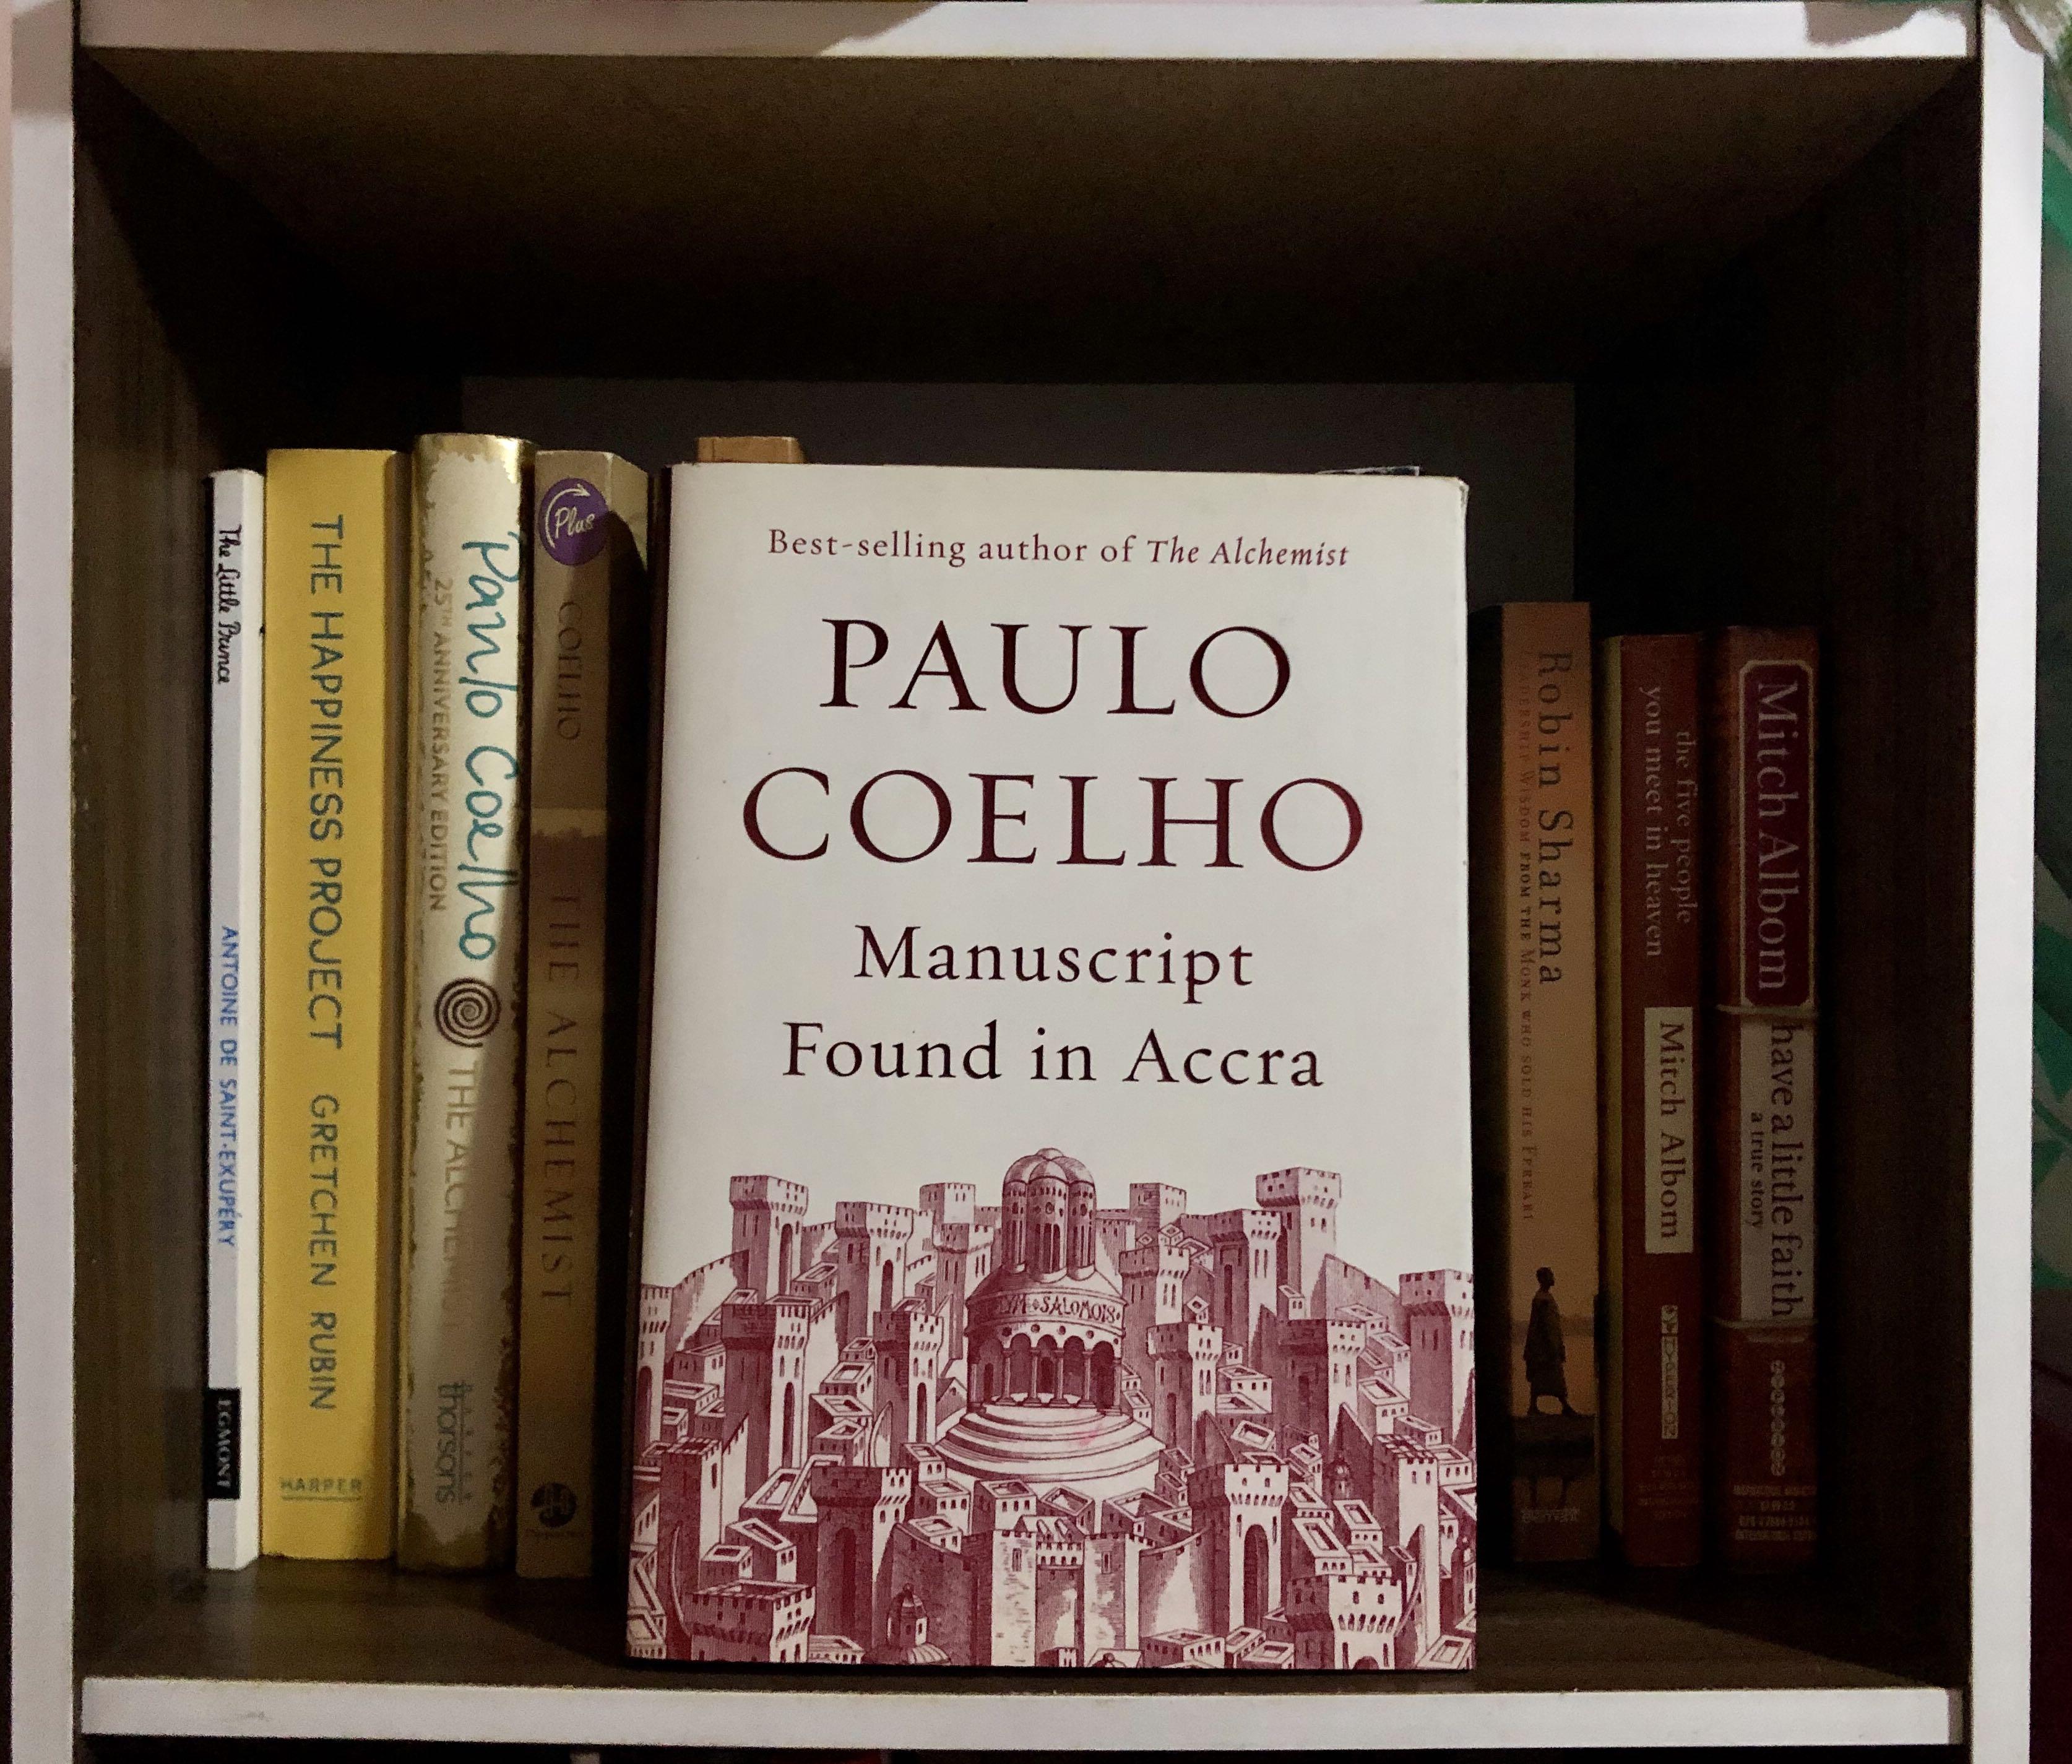 The Little Prince
ANTOINE DE SAINT-EXUPÉRY
EGMONT
THE HAPPINESS PROJECT GRETCHEN RUBIN
HARPER
Paulo Coelho
25TH ANNIVERSARY EDITION
THE ALCHEMIST
thorsons
Plus
COELHO
THE ALCHEMIST
Best-selling author of The Alchemist
PAULO
COELHO
Manuscript
Found in Accra
SALOMOIS
Robin Sharma
LEADERSHIP WISDOM FROM THE MONK WHO SOLD HIS FERRARI
the five people
you meet in heaven
Mitch Albom
Mitch Albom
have a little faith
a true story